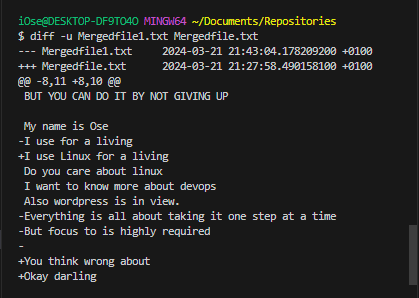 iOse@DESKTOP-DF9TO4O MINGW64 ~/Documents/Repositories
$ diff -u Mergedfile1.txt Mergedfile.txt
--- Mergedfile1.txt     2024-03-21 21:43:04.178209200 +0100
+++ Mergedfile.txt      2024-03-21 21:27:58.490158100 +0100
@@ -8,11 +8,10 @@
 BUT YOU CAN DO IT BY NOT GIVING UP

 My name is Ose
-I use for a living
+I use Linux for a living
 Do you care about linux
 I want to know more about devops
 Also wordpress is in view.
-Everything is all about taking it one step at a time
-But focus to is highly required
-
+You think wrong about
+Okay darling